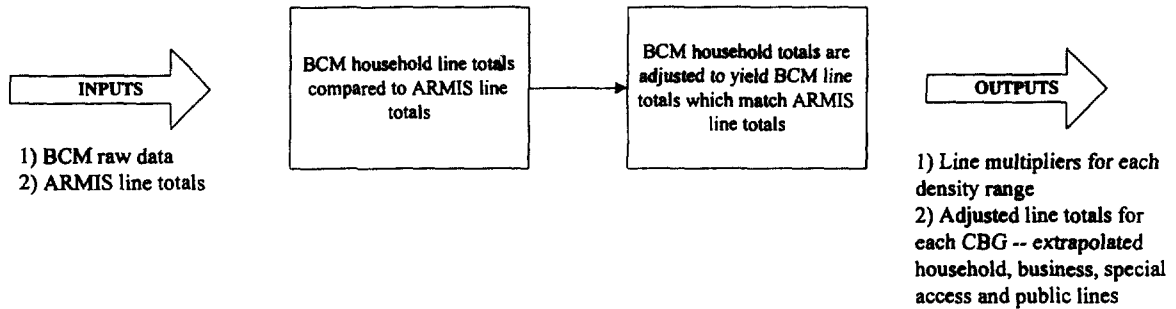 INPUTS
1) BCM raw data
2) ARMIS line totals
BCM household line totals
compared to ARMIS line
totals
BCM household totals are
adjusted to yield BCM line
totals which match ARMIS
line totals
OUTPUTS
1) Line multipliers for each
density range
2) Adjusted line totals for
each CBG -- extrapolated
household, business, special
access and public lines